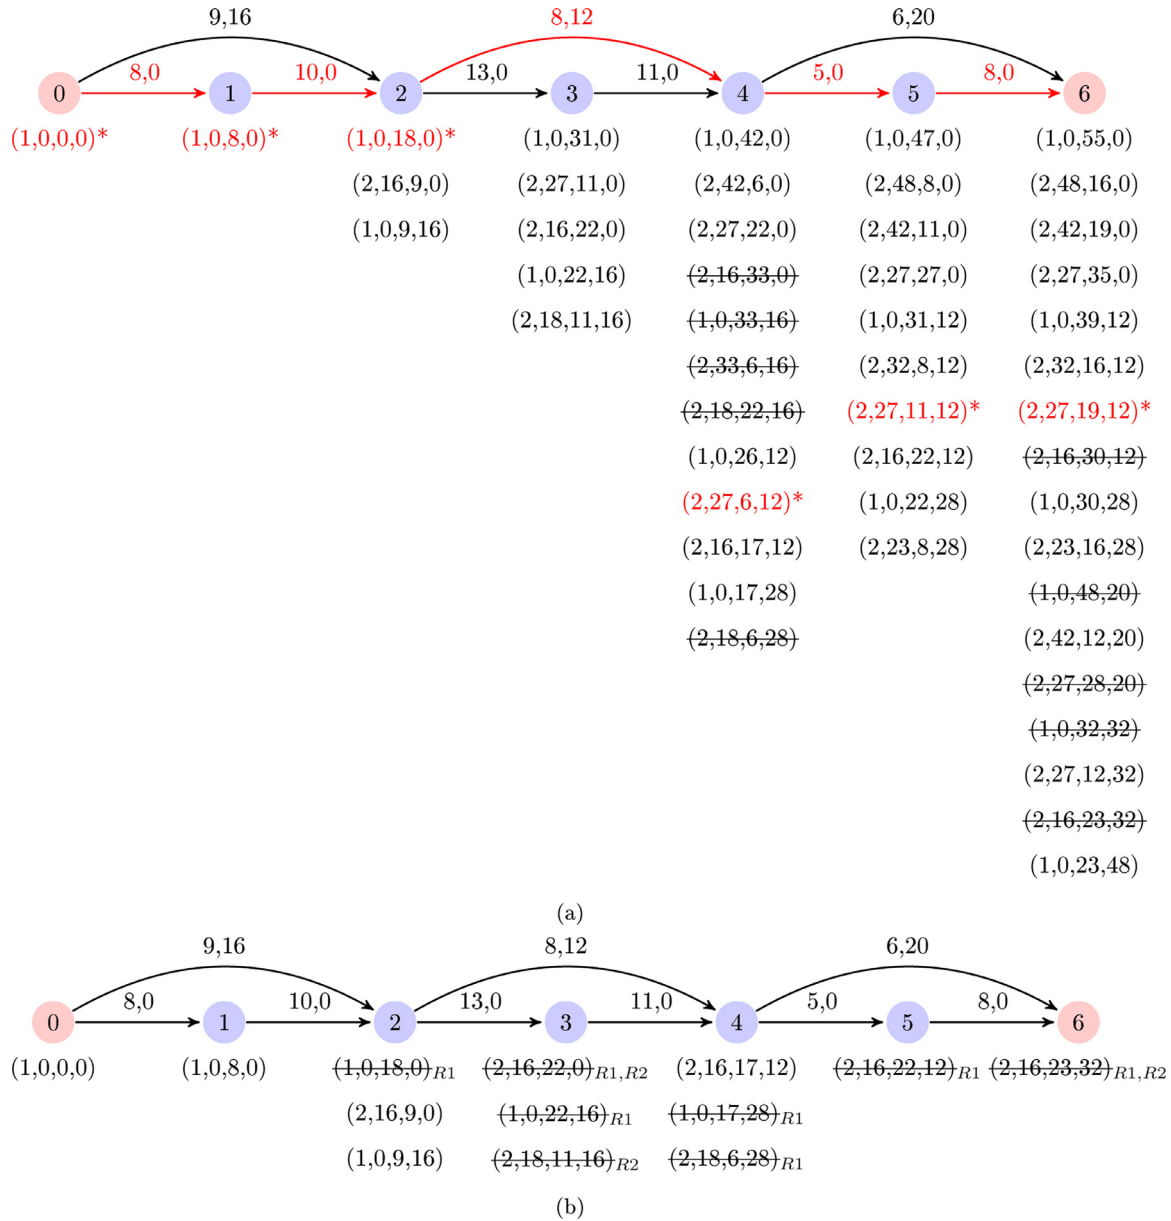 9,16 8,12 6,20
8,0 10,0 13,0 11,0 5,0 8,0
0 1 2 3 4 5 6
(1,0,0,0)* (1,0,8,0)* (1,0,18,0)* (1,0,31,0) (1,0,42,0) (1,0,47,0) (1,0,55,0)
(2,16,9,0) (2,27,11,0) (2,42,6,0) (2,48,8,0) (2,48,16,0)
(1,0,9,16) (2,16,22,0) (2,27,22,0) (2,42,11,0) (2,42,19,0)
(1,0,22,16) (2,16,33,0) (2,27,27,0) (2,27,35,0)
(2,18,11,16) (1,0,33,16) (1,0,31,12) (1,0,39,12)
(2,33,6,16) (2,32,8,12) (2,32,16,12)
(2,18,22,16) (2,27,11,12)* (2,27,19,12)*
(1,0,26,12) (2,16,22,12) (2,16,30,12)
(2,27,6,12)* (1,0,22,28) (1,0,30,28)
(2,16,17,12) (2,23,8,28) (2,23,16,28)
(1,0,17,28) (1,0,48,20)
(2,18,6,28) (2,42,12,20)
(2,27,28,20)
(1,0,32,32)
(2,27,12,32)
(2,16,23,32)
(1,0,23,48)
(a)
9,16 8,12 6,20
8,0 10,0 13,0 11,0 5,0 8,0
0 1 2 3 4 5 6
(1,0,0,0) (1,0,8,0) (1,0,18,0)R1 (2,16,22,0)R1,R2 (2,16,17,12) (2,16,22,12)R1 (2,16,23,32)R1,R2
(2,16,9,0) (1,0,22,16)R1 (1,0,17,28)R1
(1,0,9,16) (2,18,11,16)R2 (2,18,6,28)R1
(b)